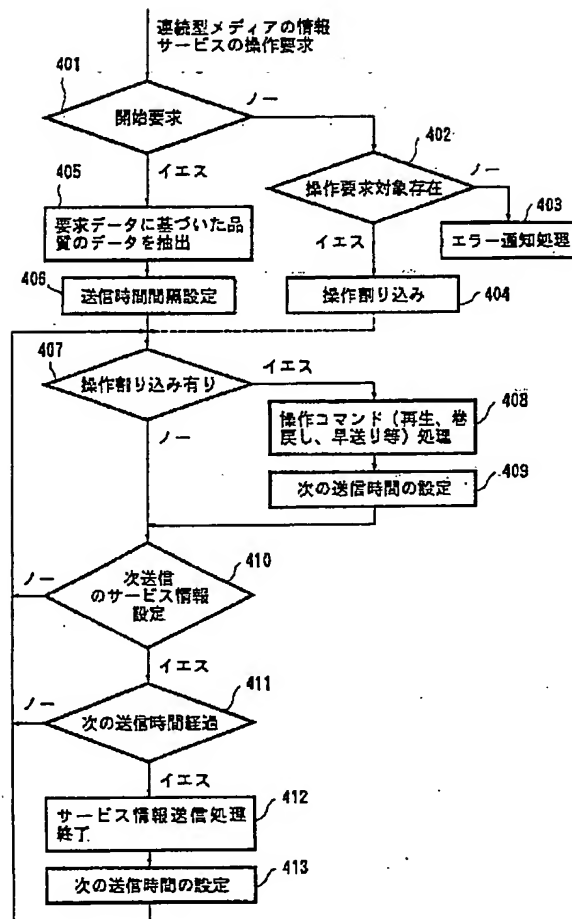 連続型メディアの情報
サービスの操作要求
401
開始要求
ノー
402
イエス
操作要求対象存在
ノー
403
エラー通知処理
405
要求データに基づいた品
質のデータを抽出
イエス
406
送信時間間隔設定
操作割り込み
404
407
操作割り込み有り
イエス
408
操作コマンド（再生、巻
戻し、早送り等）処理
ノー
次の送信時間の設定
409
410
ノー
次送信
のサービス情報
設定
イエス
411
ノー
次の送信時間経過
イエス
サービス情報送信処理
終了
412
次の送信時間の設定
413